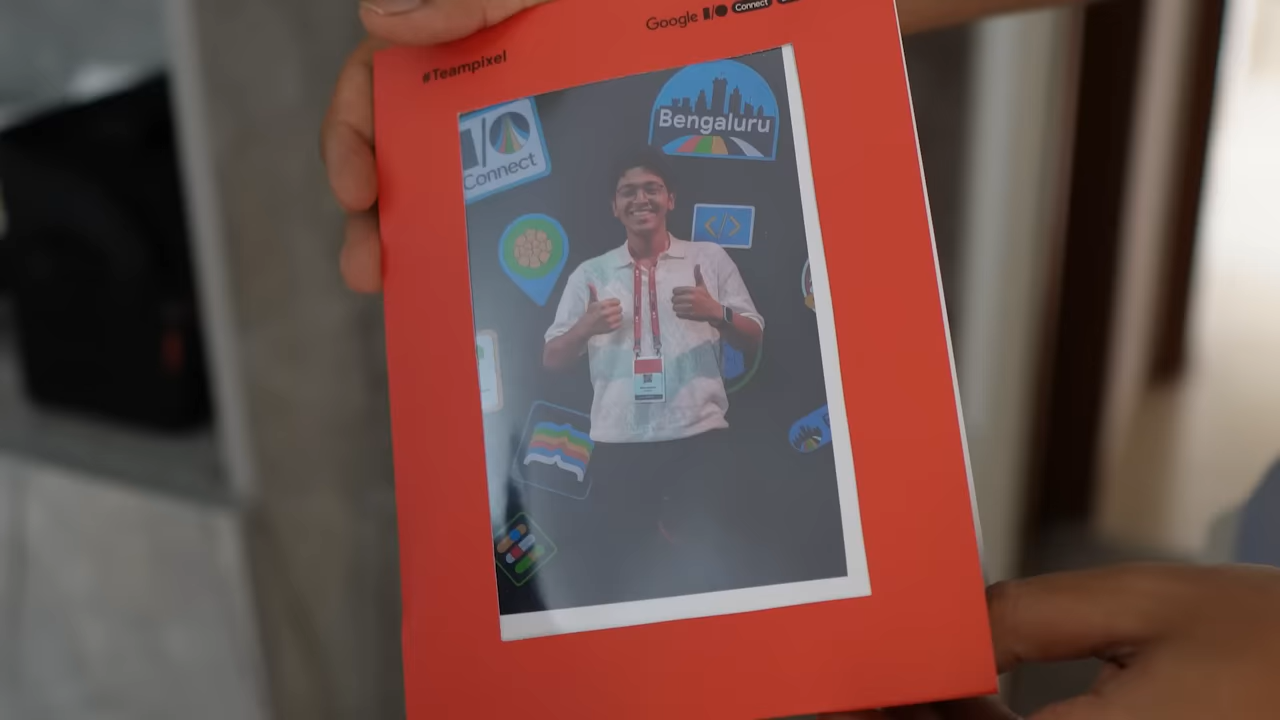 Google I/O Connect
#Teampixel
I/O
Connect
Bengaluru
</>